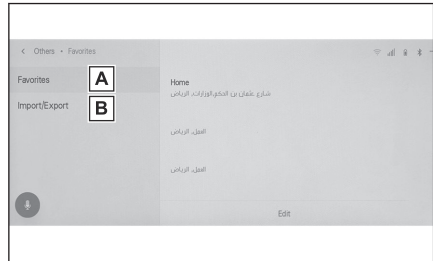 Others • Favorites
Favorites
A
Import/Export
B
Home
شارع عثمان بن الحكم,الوزارات, الرياض
العمل, الرياض
العمل, الرياض
Edit